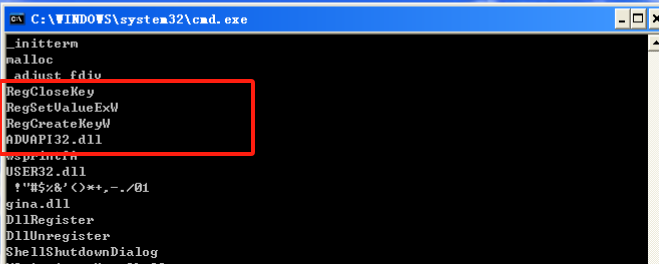 C:\WINDOWS\system32\cmd.exe
_initterm
malloc
_adjust_fdiv
RegCloseKey
RegSetValueExW
RegCreateKeyW
ADVAPI32.dll
wsprintfW
USER32.dll
 !"#$%&'()*+,-./01
gina.dll
DllRegister
DllUnregister
ShellShutdownDialog